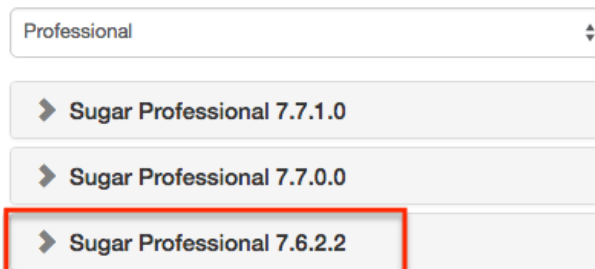 Professional
Sugar Professional 7.7.1.0
Sugar Professional 7.7.0.0
Sugar Professional 7.6.2.2